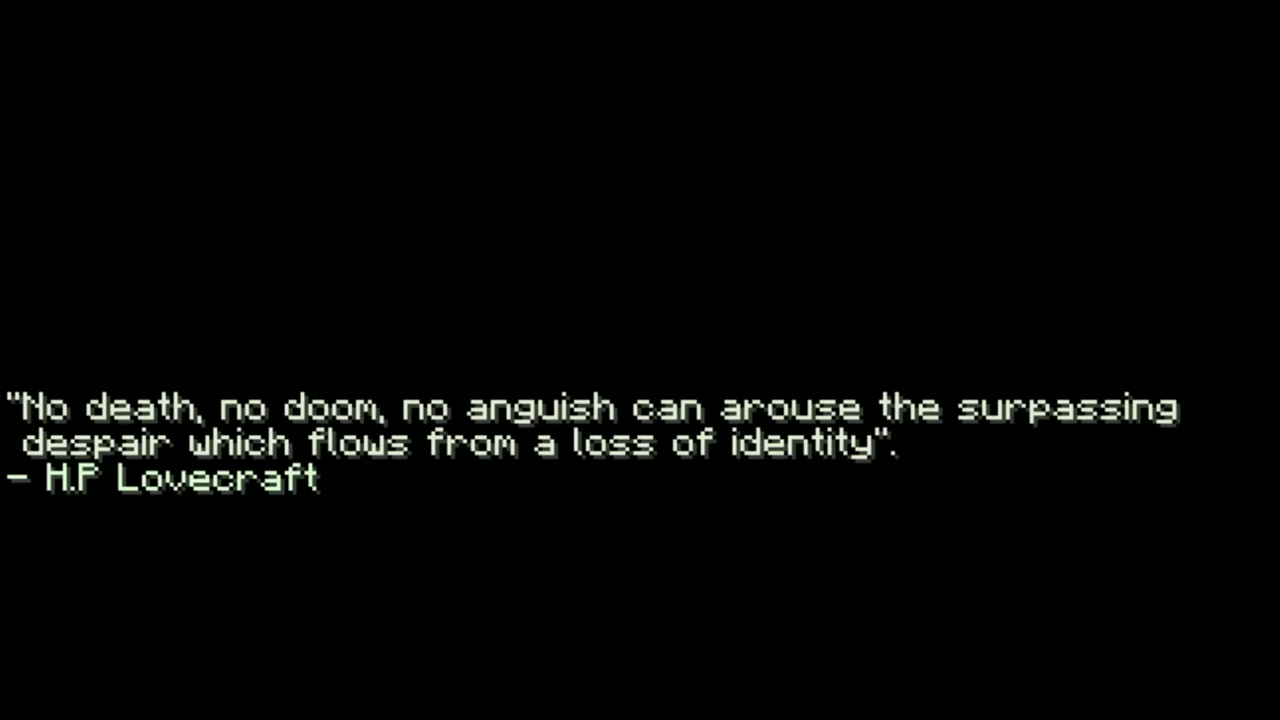 "No death, no doom, no anguish can arouse the surpassing
despair which flows from a loss of identity".
- H.P Lovecraft